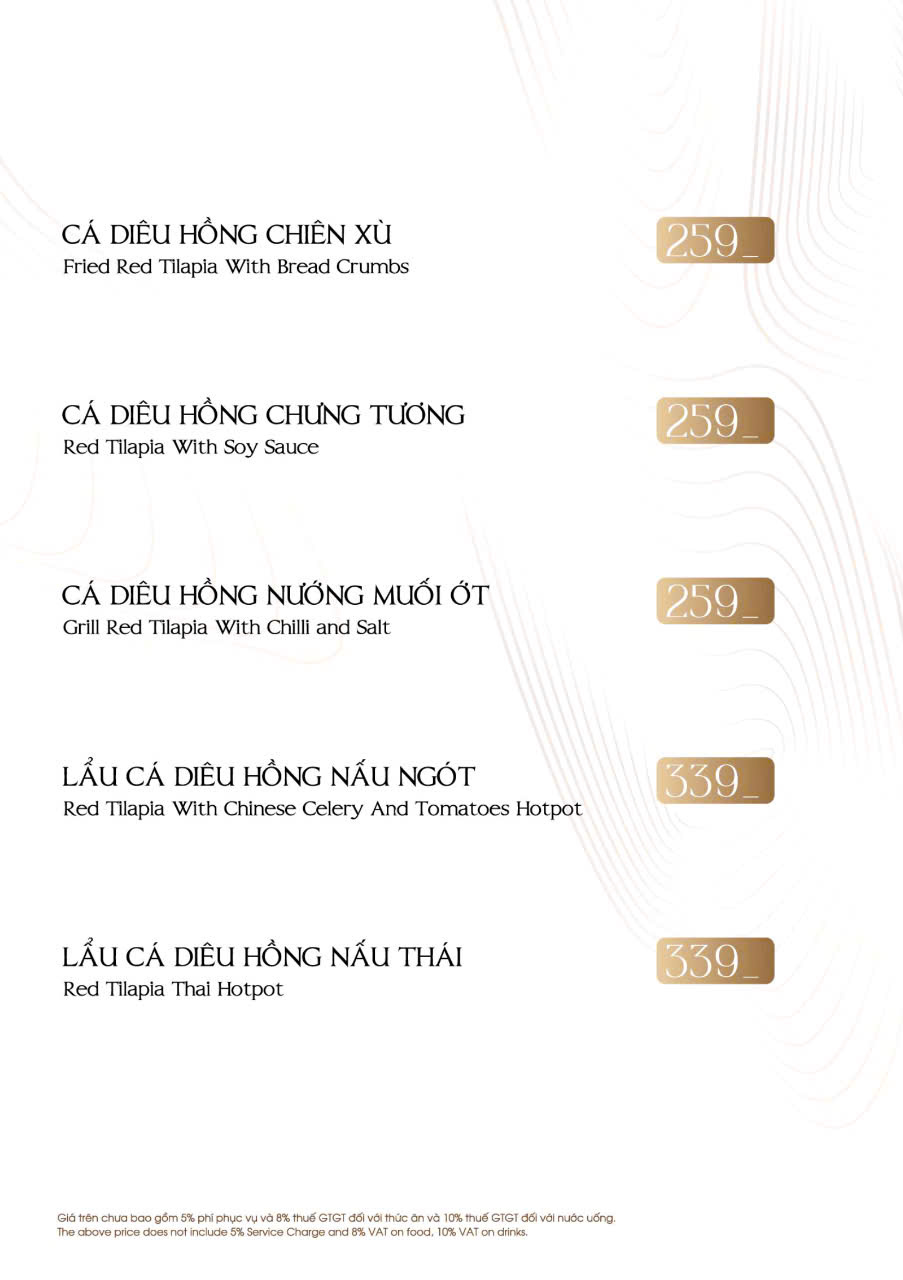 CÁ DIÊU HỒNG CHIÊN XÙ
259_
Fried Red Tilapia With Bread Crumbs
CÁ DIÊU HỒNG CHƯNG TƯƠNG
259_
Red Tilapia With Soy Sauce
CÁ DIÊU HỒNG NƯỚNG MUỐI ỚT
259_
Grill Red Tilapia With Chilli and Salt
LẨU CÁ DIÊU HỒNG NẤU NGÓT
339_
Red Tilapia With Chinese Celery And Tomatoes Hotpot
LẨU CÁ DIÊU HỒNG NẤU THÁI
339_
Red Tilapia Thai Hotpot
Giá trên chưa bao gồm 5% phí phục vụ và 8% thuế GTGT đối với thức ăn và 10% thuế GTGT đối với nước uống.
The above price does not include 5% Service Charge and 8% VAT on food, 10% VAT on drinks.